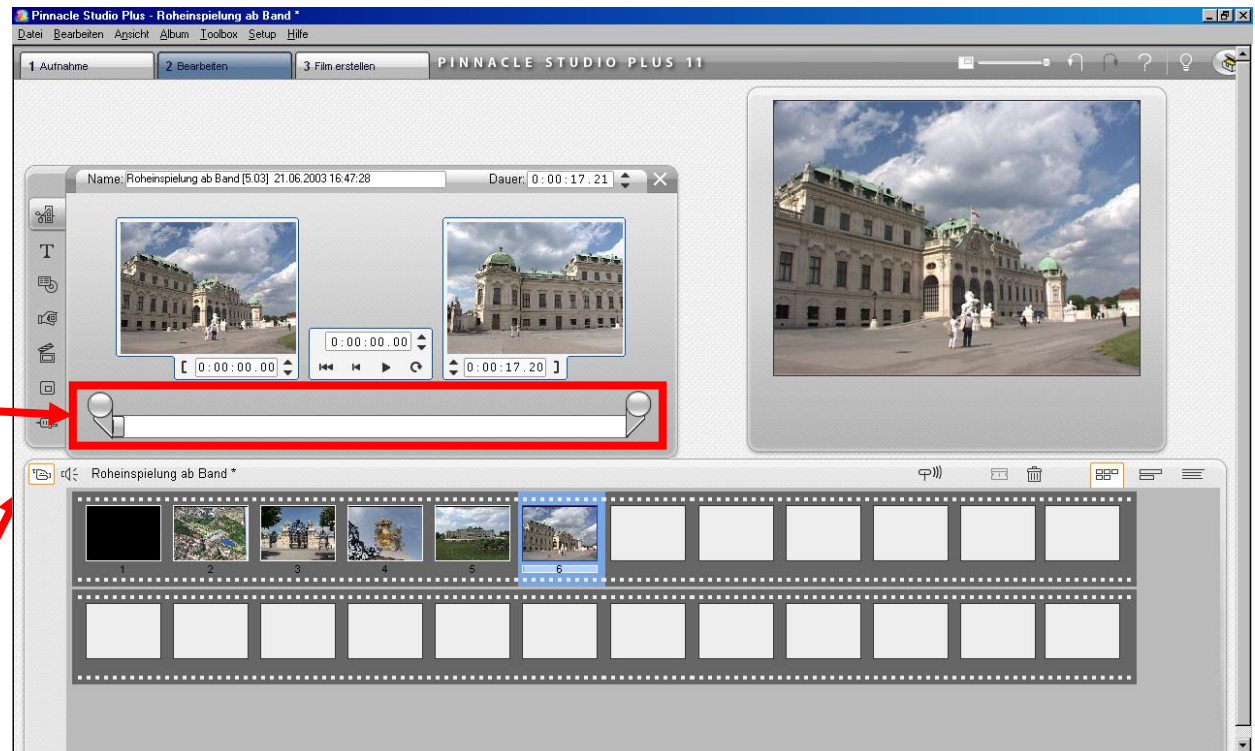 Pinnacle Studio Plus - Roheinspielung ab Band *
Datei Bearbeiten Ansicht Album Toolbox Setup Hilfe
1 Aufnahme 2 Bearbeiten 3 Film erstellen PINNACLE STUDIO PLUS 11
Name: Roheinspielung ab Band [5.03] 21.06.2003 16:47:28 Dauer: 0:00:17.21
T
0:00:00.00
[ 0:00:00.00 0:00:17.20 ]
Roheinspielung ab Band *
1 2 3 4 5 6